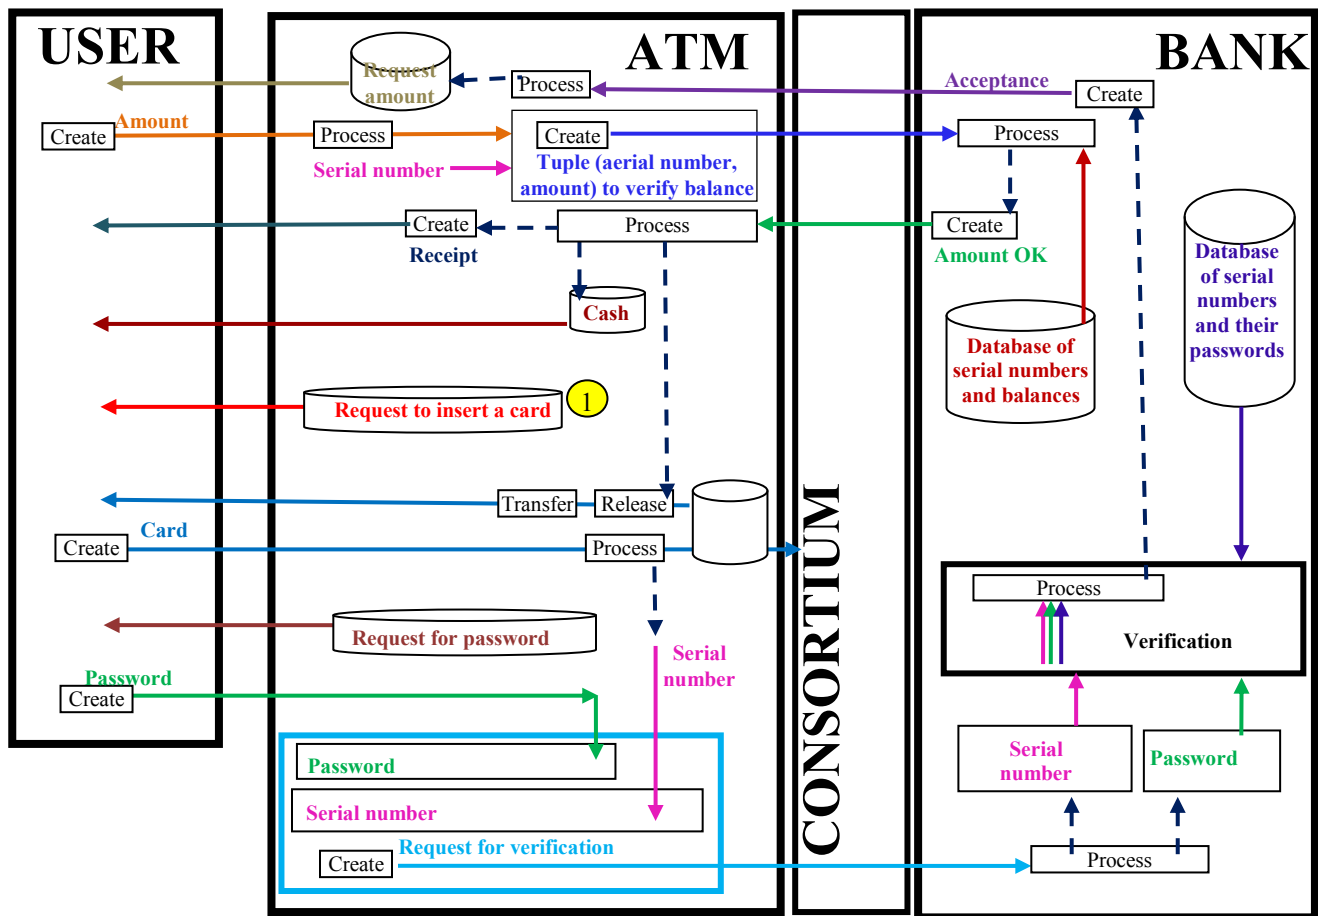 USER
ATM
BANK
CONSORTIUM
Request
amount
Process
Acceptance
Create
Amount
Create
Process
Create
Process
Serial number
Tuple (aerial number,
amount) to verify balance
Create
Process
Create
Receipt
Amount OK
Database
of serial
numbers
and their
passwords
Cash
Database of
serial numbers
and balances
Request to insert a card
1
Transfer
Release
Card
Create
Process
Process
Verification
Request for password
Serial
number
Password
Create
Password
Serial number
Request for verification
Create
Serial
number
Password
Process